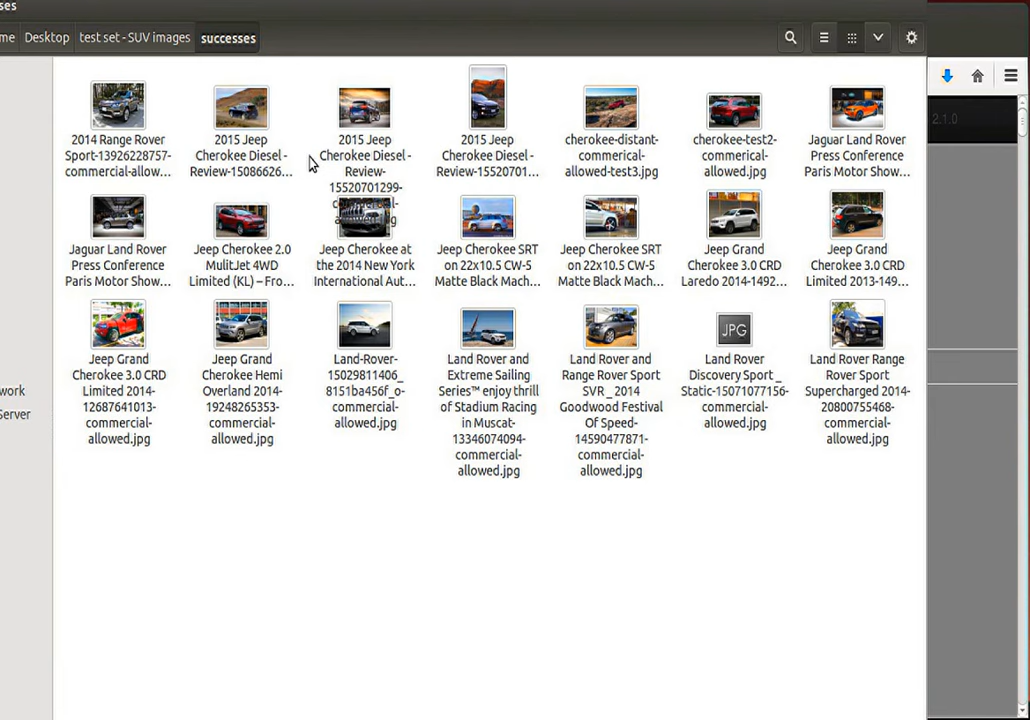 ses
me Desktop test set - SUV images successes
2.1.0
2014 Range Rover
Sport-13926228757-
commercial-allow...
2015 Jeep
Cherokee Diesel -
Review-15086626...
2015 Jeep
Cherokee Diesel -
Review-
15520701299-
2015 Jeep
Cherokee Diesel -
Review-15520701...
cherokee-distant-
commerical-
allowed-test3.jpg
cherokee-test2-
commerical-
allowed.jpg
Jaguar Land Rover
Press Conference
Paris Motor Show...
Jaguar Land Rover
Press Conference
Paris Motor Show...
Jeep Cherokee 2.0
MulitJet 4WD
Limited (KL) – Fro...
Jeep Cherokee at
the 2014 New York
International Aut...
Jeep Cherokee SRT
on 22x10.5 CW-5
Matte Black Mach...
Jeep Cherokee SRT
on 22x10.5 CW-5
Matte Black Mach...
Jeep Grand
Cherokee 3.0 CRD
Laredo 2014-1492...
Jeep Grand
Cherokee 3.0 CRD
Limited 2013-149...
Jeep Grand
Cherokee 3.0 CRD
Limited 2014-
12687641013-
commercial-
allowed.jpg
Jeep Grand
Cherokee Hemi
Overland 2014-
19248265353-
commercial-
allowed.jpg
Land-Rover-
15029811406_
8151ba456f_o-
commercial-
allowed.jpg
Land Rover and
Extreme Sailing
Series™ enjoy thrill
of Stadium Racing
in Muscat-
13346074094-
commercial-
allowed.jpg
Land Rover and
Range Rover Sport
SVR _ 2014
Goodwood Festival
Of Speed-
14590477871-
commercial-
allowed.jpg
JPG
Land Rover
Discovery Sport _
Static-15071077156-
commercial-
allowed.jpg
Land Rover Range
Rover Sport
Supercharged 2014-
20800755468-
commercial-
allowed.jpg
work
Server